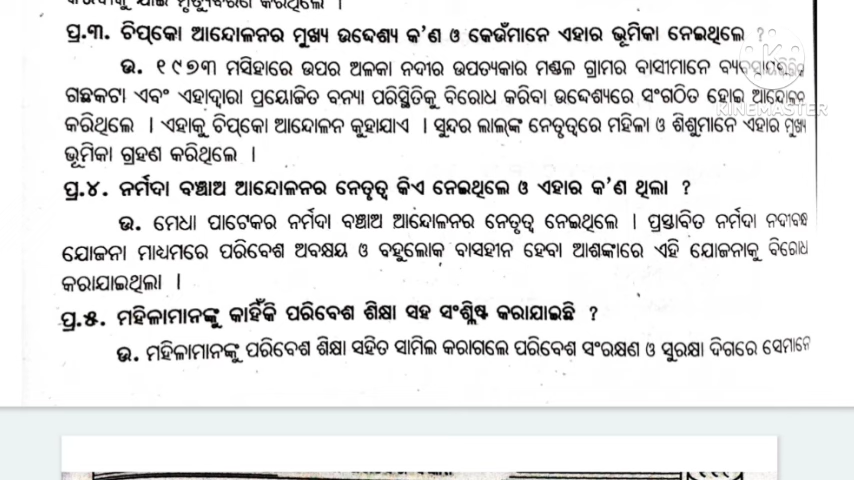 ପ୍ର.୩. ଚିପ୍‌କୋ ଆନ୍ଦୋଳନର ମୁଖ୍ୟ ଉଦ୍ଦେଶ୍ୟ କ'ଣ ଓ କେଉଁମାନେ ଏହାର ଭୂମିକା ନେଇଥିଲେ ?
ଉ. ୧୯୭୩ ମସିହାରେ ଉପର ଅଳକା ନଦୀର ଉପତ୍ୟକାର ମଣ୍ଡଳ ଗ୍ରାମର ବାସୀମାନେ
ଗଛକଟା ଏବଂ ଏହାଦ୍ୱାରା ପ୍ରୟୋଜିତ ବନ୍ୟା ପରିସ୍ଥିତିକୁ ବିରୋଧ କରିବା ଉଦ୍ଦେଶ୍ୟରେ ସଂଗଠିତ ହୋଇ ଆନ୍ଦୋଳନ
KINEMASTER
କରିଥିଲେ । ଏହାକୁ ଚିପ୍‌କୋ ଆନ୍ଦୋଳନ କୁହାଯାଏ । ସୁନ୍ଦର ଲାଲ୍‌ଙ୍କ ନେତୃତ୍ୱରେ ମହିଳା ଓ ଶିଶୁମାନେ ଏହାର ମୁଖ୍ୟ
ଭୂମିକା ଗ୍ରହଣ କରିଥିଲେ ।
ପ୍ର.୪. ନର୍ମଦା ବଞ୍ଚାଅ ଆନ୍ଦୋଳନର ନେତୃତ୍ୱ କିଏ ନେଇଥିଲେ ଓ ଏହାର କ'ଣ ଥିଲା ?
ଉ. ମେଧା ପାଟେକର ନର୍ମଦା ବଞ୍ଚାଅ ଆନ୍ଦୋଳନର ନେତୃତ୍ୱ ନେଇଥିଲେ । ପ୍ରସ୍ତାବିତ ନର୍ମଦା ନଦୀବନ୍ଧ
ଯୋଜନା ମାଧ୍ୟମରେ ପରିବେଶ ଅବକ୍ଷୟ ଓ ବହୁଲୋକ ବାସହୀନ ହେବା ଆଶଙ୍କାରେ ଏହି ଯୋଜନାକୁ ବିରୋଧ
କରାଯାଇଥିଲା ।
ପ୍ର.୫. ମହିଳାମାନଙ୍କୁ କାହିଁକି ପରିବେଶ ଶିକ୍ଷା ସହ ସଂଶ୍ଳିଷ୍ଟ କରାଯାଇଛି ?
ଉ. ମହିଳାମାନଙ୍କୁ ପରିବେଶ ଶିକ୍ଷା ସହିତ ସାମିଲ କରାଗଲେ ପରିବେଶ ସଂରକ୍ଷଣ ଓ ସୁରକ୍ଷା ଦିଗରେ ସେମାନେ